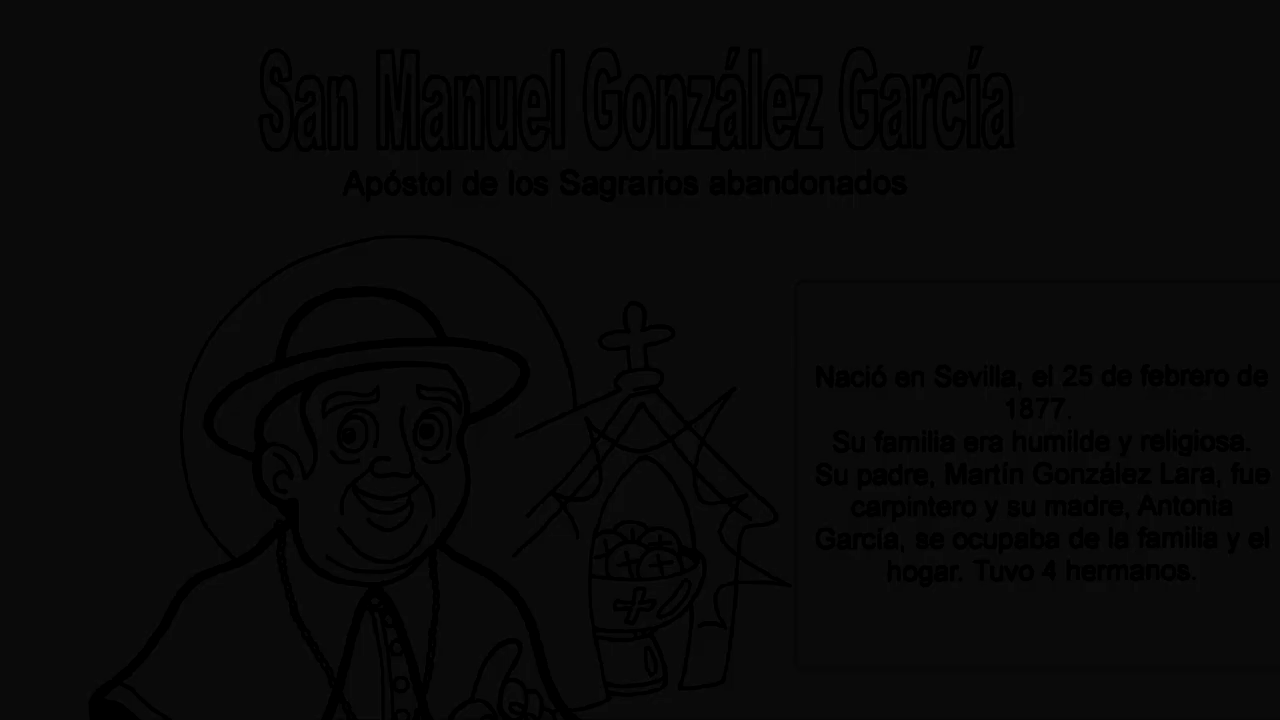 San Manuel González García
Apóstol de los Sagrarios abandonados
Nació en Sevilla, el 25 de febrero de
1877.
Su familia era humilde y religiosa.
Su padre, Martín González Lara, fue
carpintero y su madre, Antonia
García, se ocupaba de la familia y el
hogar. Tuvo 4 hermanos.